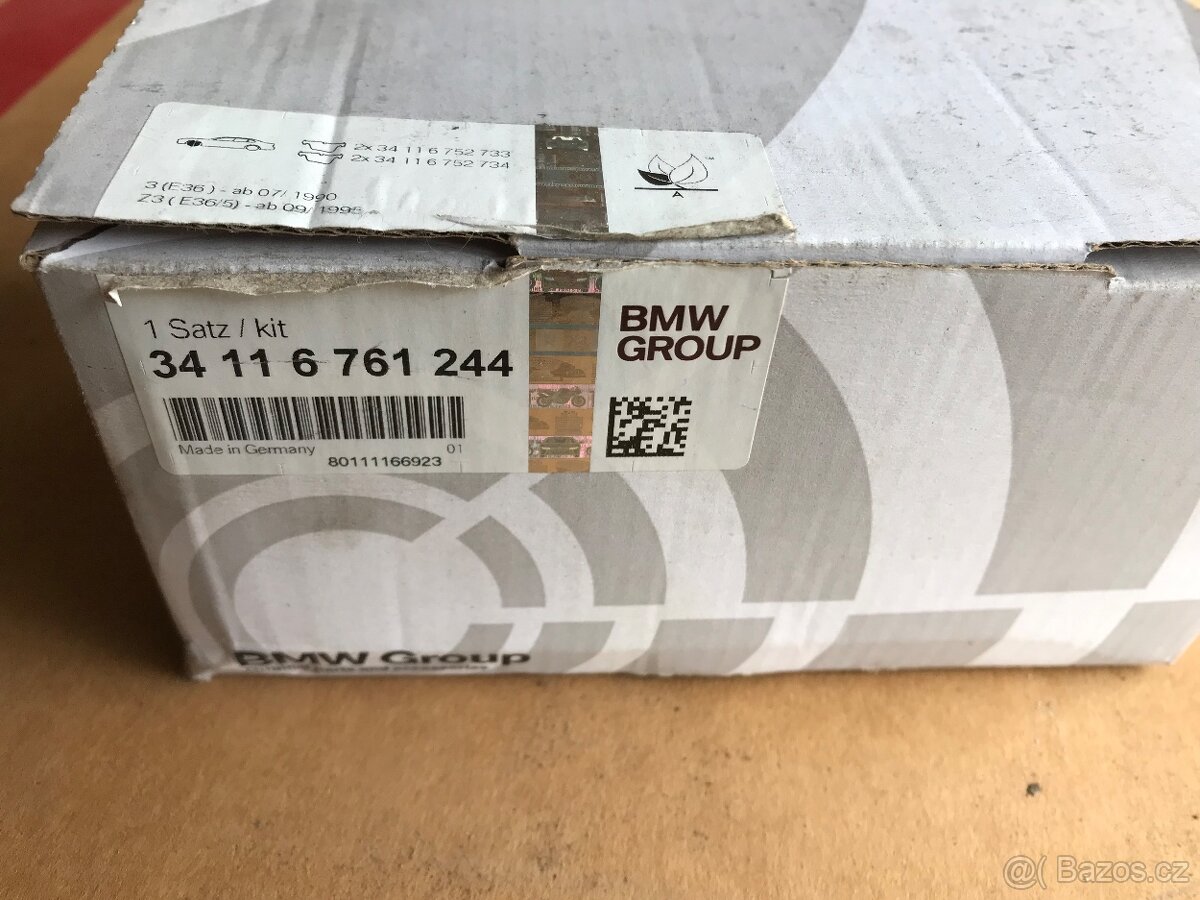 2x 34 11 6 752 733
2x 34 11 6 752 734
3 (E36) - ab 07/ 1990
Z3 ( E36/5) - ab 09/ 1995
A
1 Satz / kit
34 11 6 761 244
Made in Germany 01
80111166923
BMW
GROUP
BMW Group
@( Bazos.cz